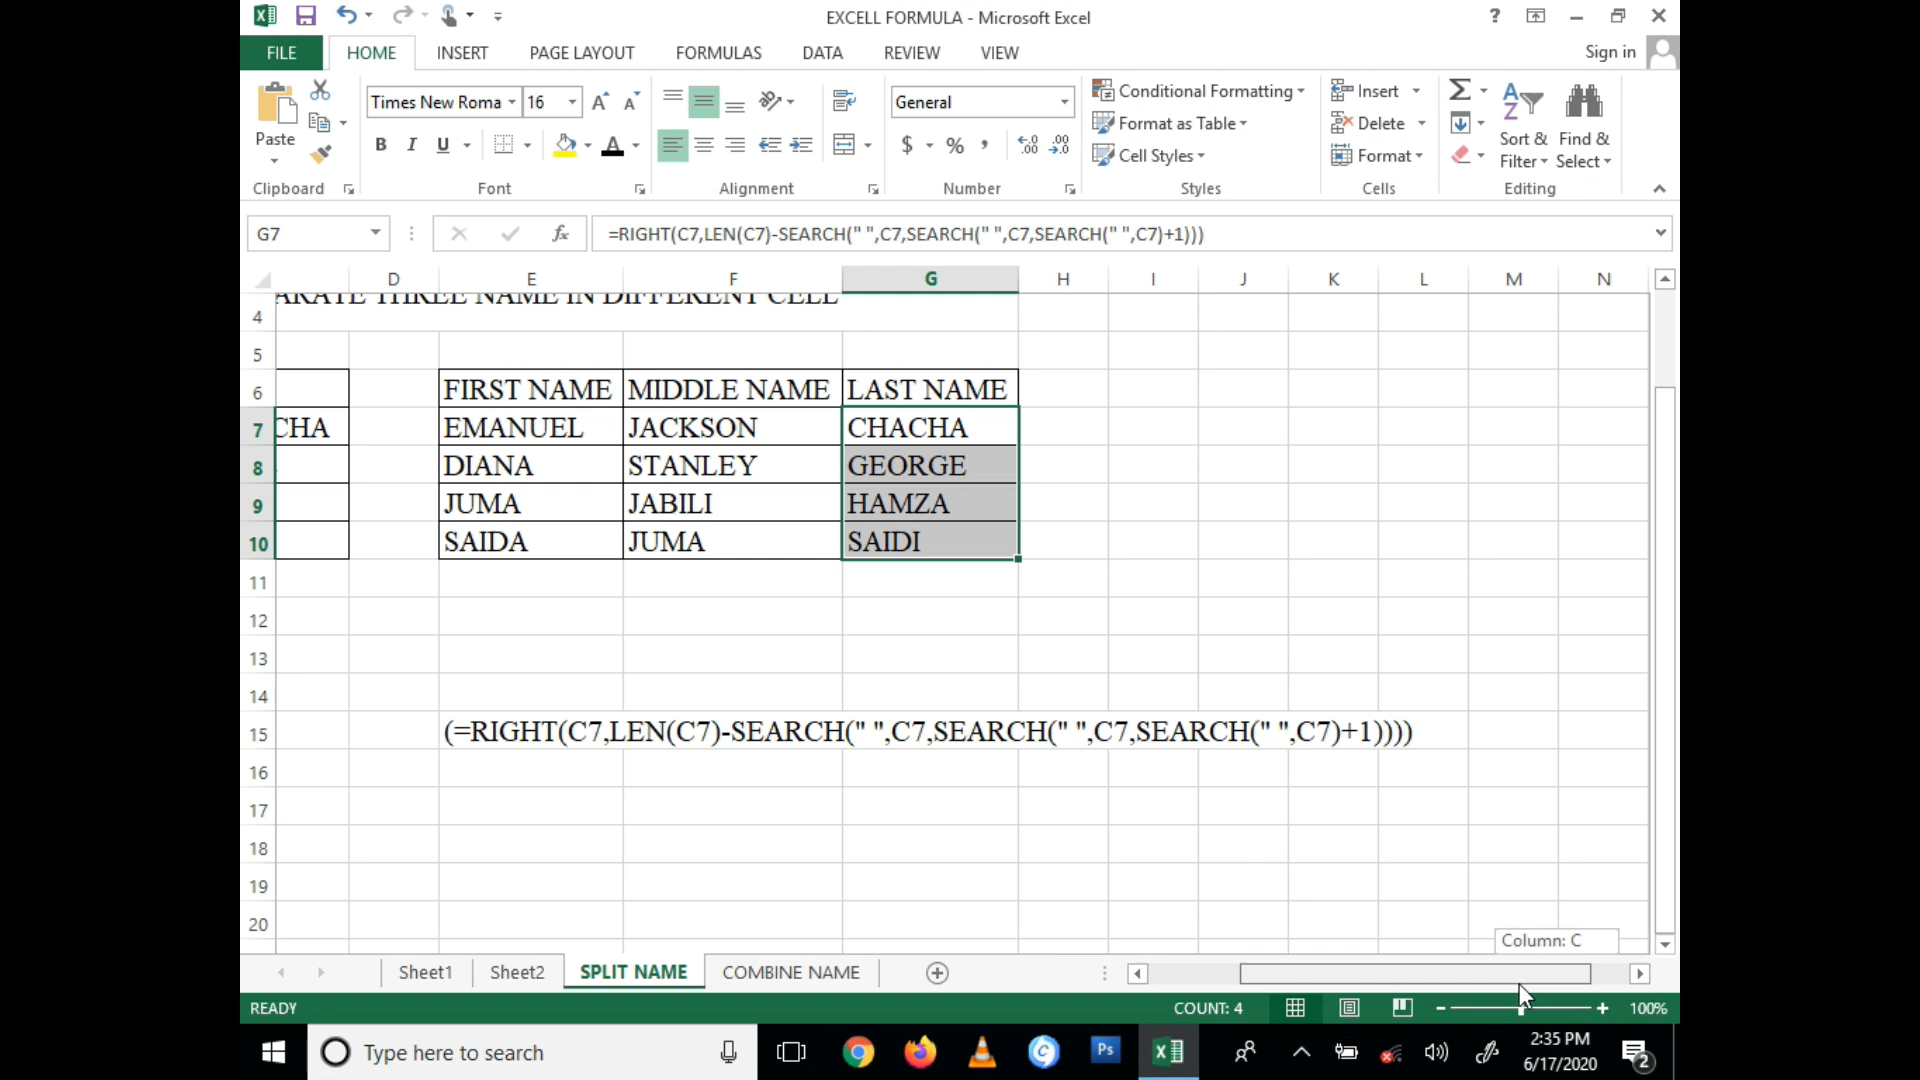 EXCELL FORMULA - Microsoft Excel
?
FILE HOME INSERT PAGE LAYOUT FORMULAS DATA REVIEW VIEW Sign in
Paste
Times New Roma 16
B I U
General
$ % ,
Conditional Formatting
Format as Table
Cell Styles
Insert
Delete
Format
Sort & Filter
Find & Select
Clipboard Font Alignment Number Styles Cells Editing
G7 fx =RIGHT(C7,LEN(C7)-SEARCH(" ",C7,SEARCH(" ",C7,SEARCH(" ",C7)+1)))
D E F G H I J K L M N
4 ARATE THREE NAME IN DIFFERENT CELL
5
6 FIRST NAME MIDDLE NAME LAST NAME
7 CHA EMANUEL JACKSON CHACHA
8 DIANA STANLEY GEORGE
9 JUMA JABILI HAMZA
10 SAIDA JUMA SAIDI
11
12
13
14
15 (=RIGHT(C7,LEN(C7)-SEARCH(" ",C7,SEARCH(" ",C7,SEARCH(" ",C7)+1))))
16
17
18
19
20
Column: C
Sheet1 Sheet2 SPLIT NAME COMBINE NAME
READY COUNT: 4 100%
Type here to search
Ps
2:35 PM
6/17/2020
2